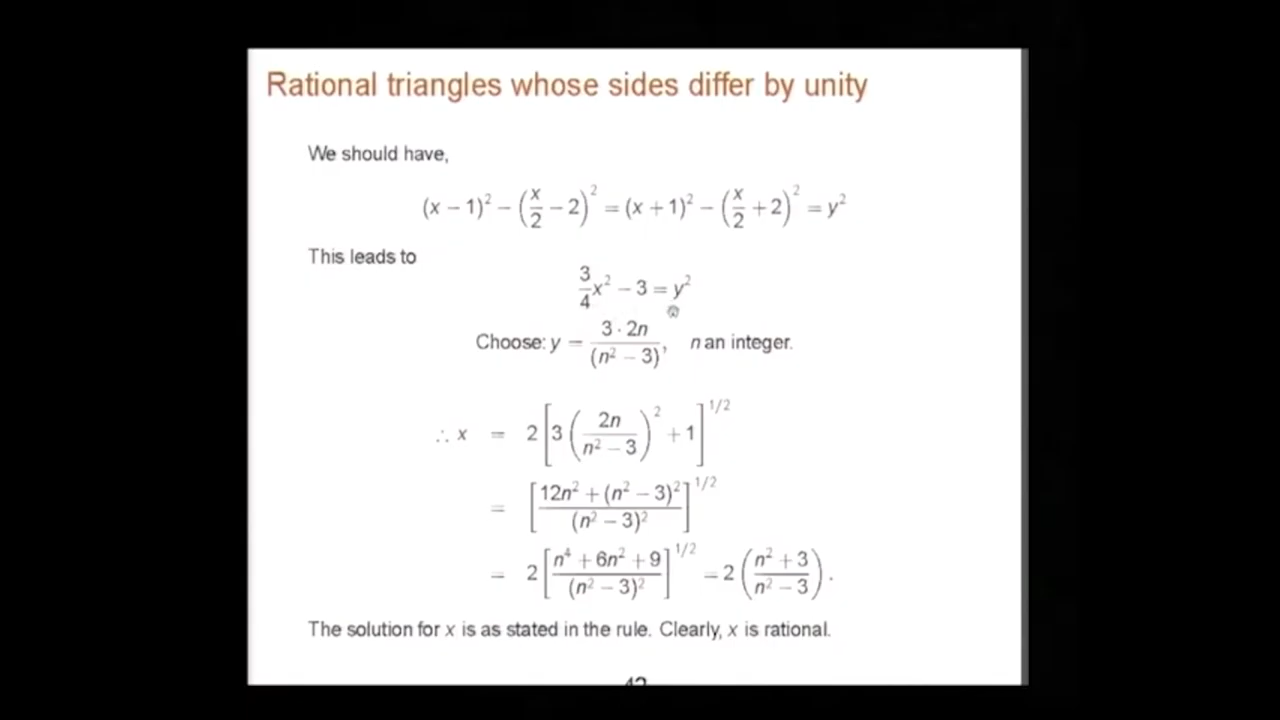 Rational triangles whose sides differ by unity
We should have,
(x − 1)² − (x/2 − 2)² = (x + 1)² − (x/2 + 2)² = y²
This leads to
3/4 x² − 3 = y²
Choose: y = 3 · 2n / (n² − 3), n an integer.
∴ x = 2 [3 (2n / (n² − 3))² + 1]^1/2
= [12n² + (n² − 3)² / (n² − 3)²]^1/2
= 2 [n⁴ + 6n² + 9 / (n² − 3)²]^1/2 = 2 (n² + 3 / n² − 3).
The solution for x is as stated in the rule. Clearly, x is rational.